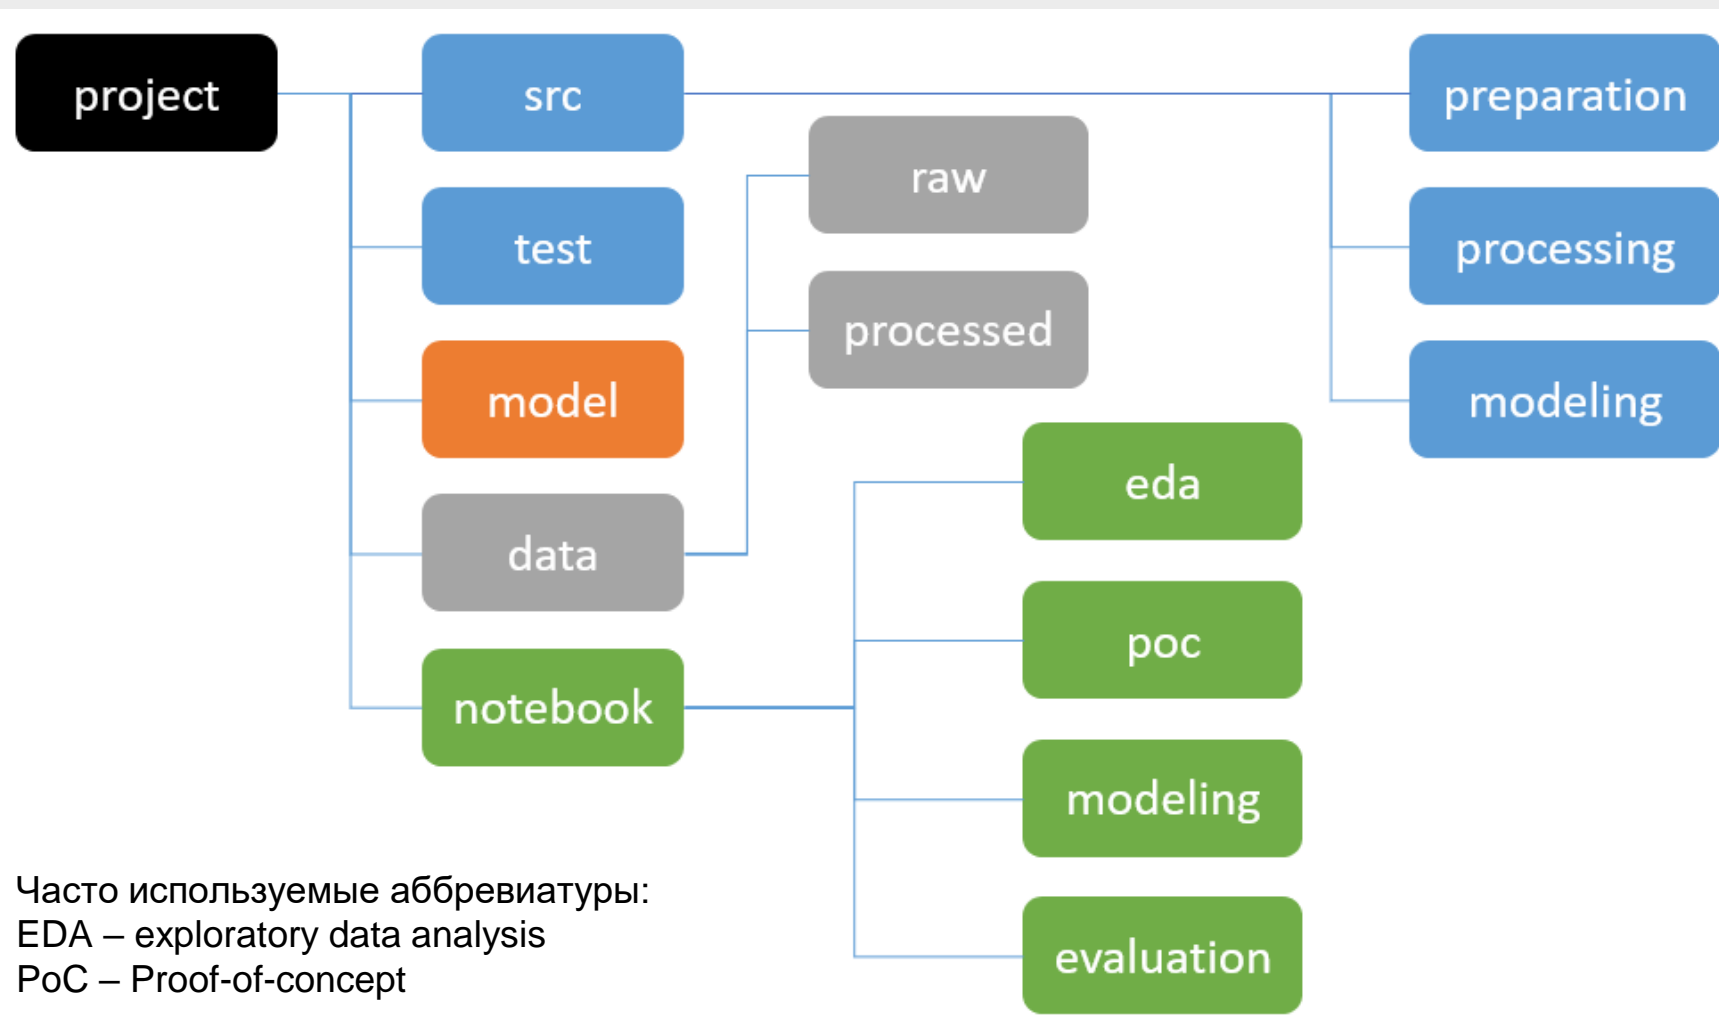 project
src
preparation
raw
test
processing
processed
model
modeling
eda
data
poc
notebook
modeling
evaluation
Часто используемые аббревиатуры:
EDA – exploratory data analysis
PoC – Proof-of-concept